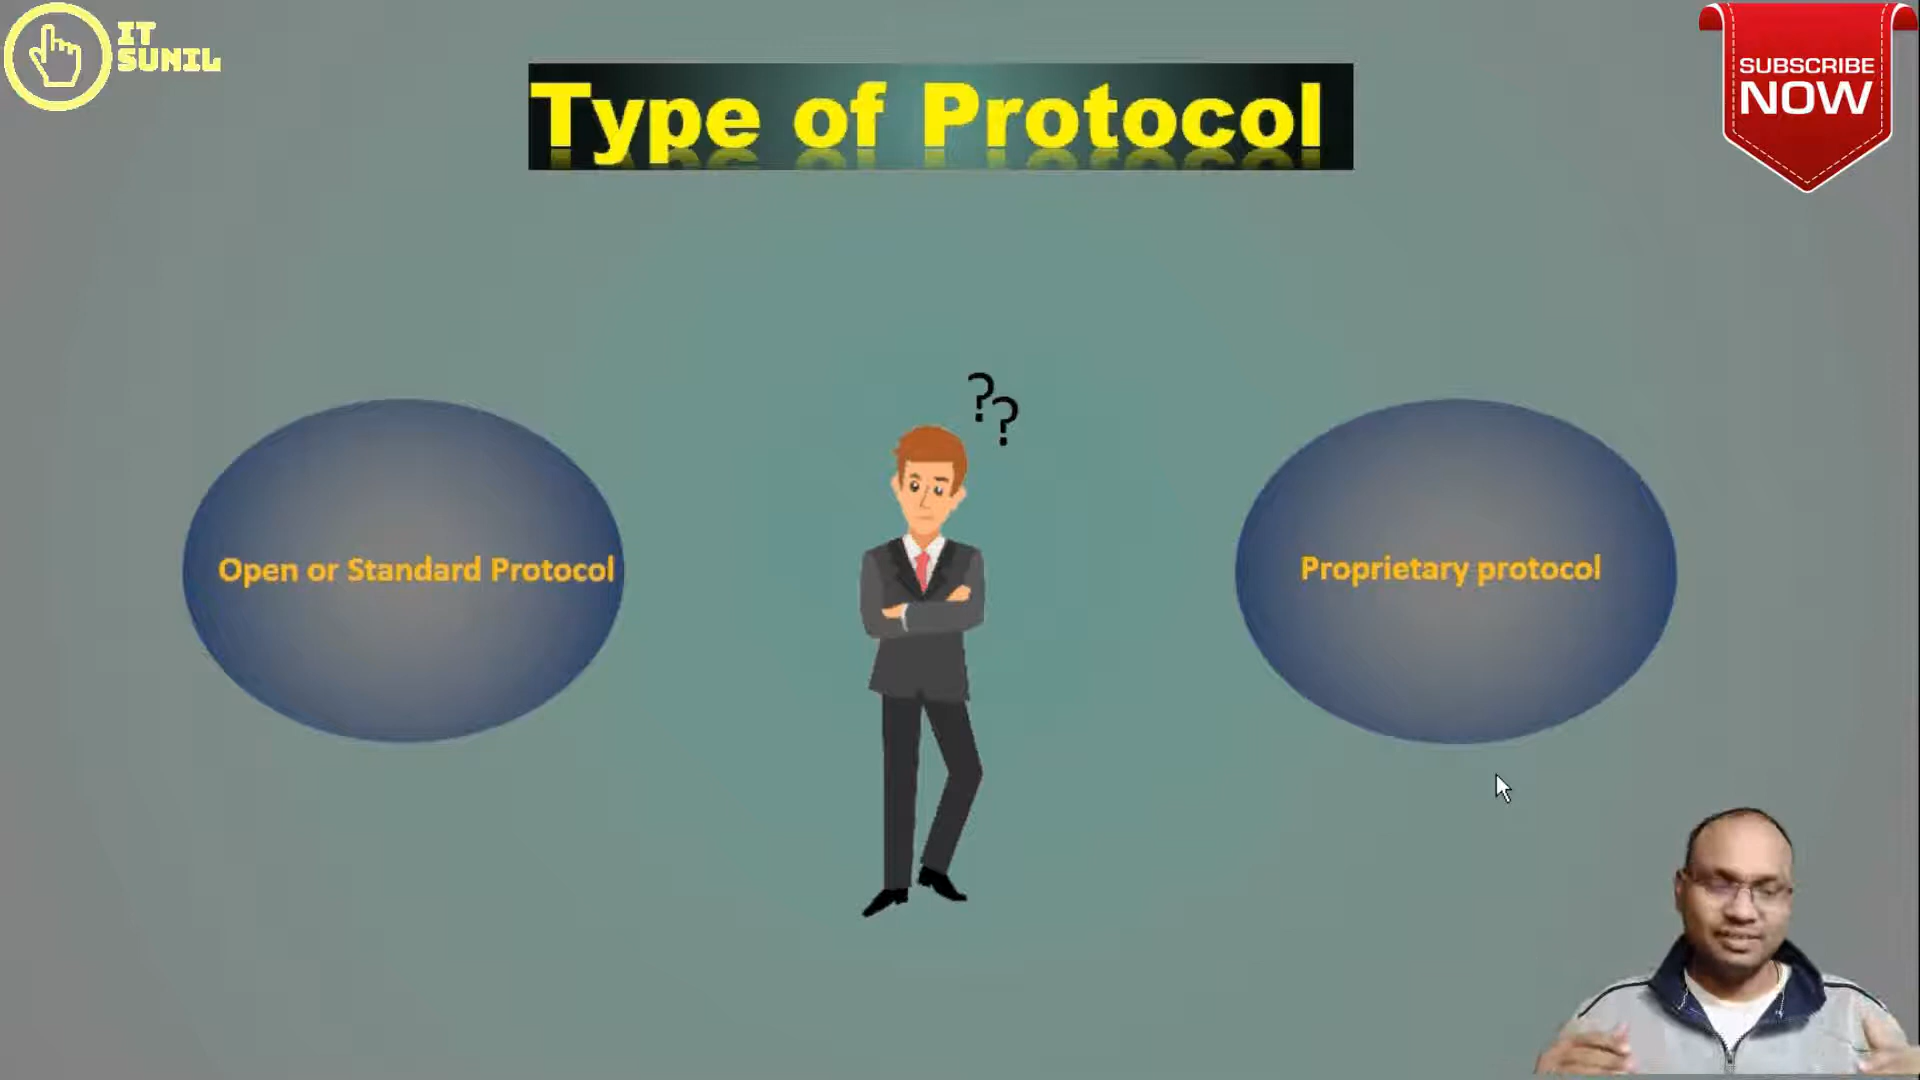 IT
SUNIL
Type of Protocol
SUBSCRIBE
NOW
??
Open or Standard Protocol
Proprietary protocol